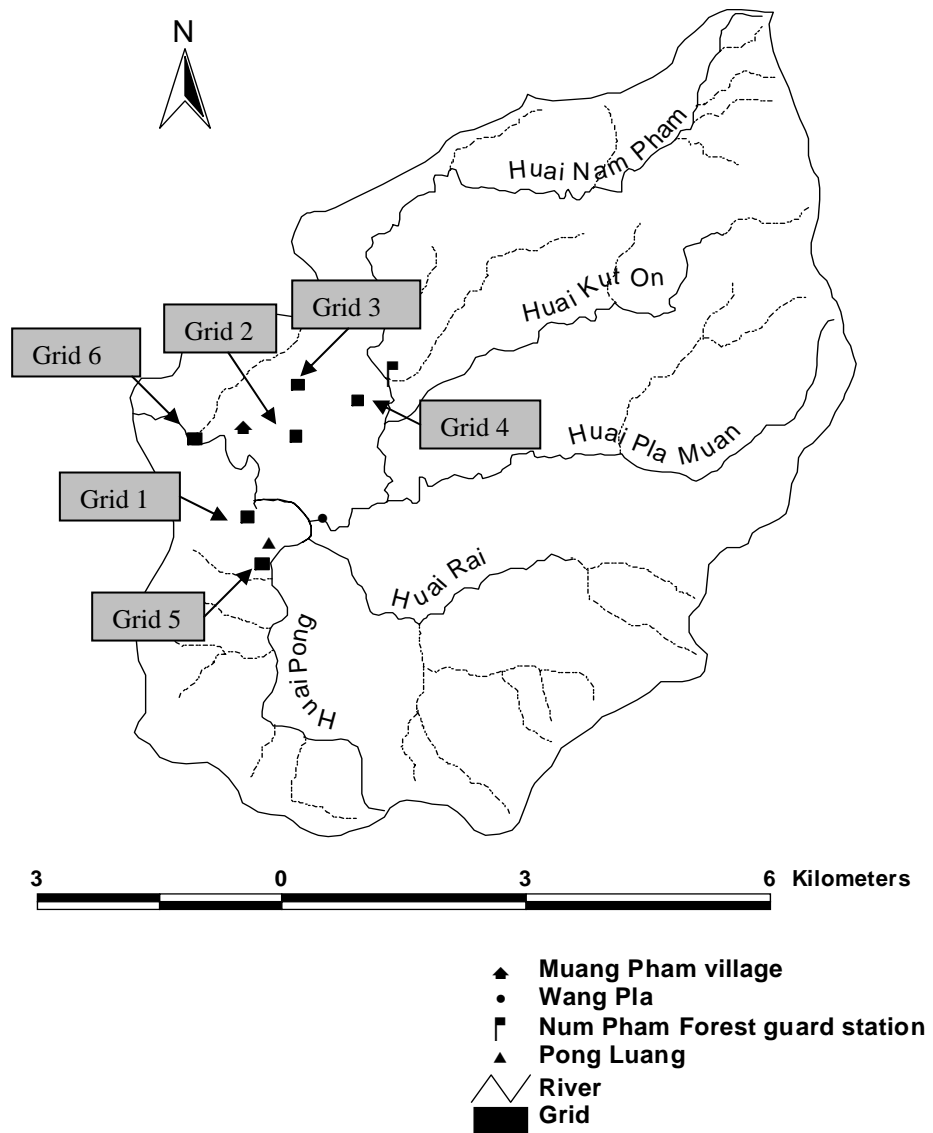 N
Huai Nam Pham
Huai Kut On
Grid 3
Grid 2
Grid 6
Grid 4
Huai Pla Muan
Grid 1
Huai Rai
Grid 5
Huai Pong
3 0 3 6 Kilometers
Muang Pham village
Wang Pla
Num Pham Forest guard station
Pong Luang
River
Grid